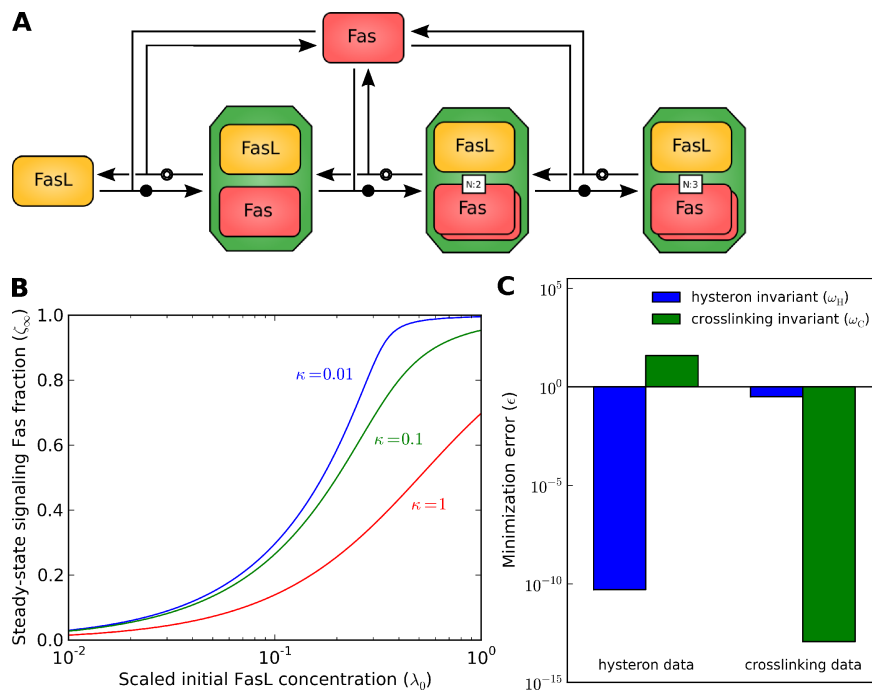 A
Fas
FasL
FasL
Fas
FasL
N:2
Fas
FasL
N:3
Fas
B
Steady-state signaling Fas fraction (ζ∞)
1.0
0.8
0.6
0.4
0.2
0.0
κ=0.01
κ=0.1
κ=1
10⁻²
10⁻¹
10⁰
Scaled initial FasL concentration (λ₀)
C
Minimization error (ϵ)
10⁵
10⁰
10⁻⁵
10⁻¹⁰
10⁻¹⁵
hysteron invariant (ω_H)
crosslinking invariant (ω_C)
hysteron data
crosslinking data